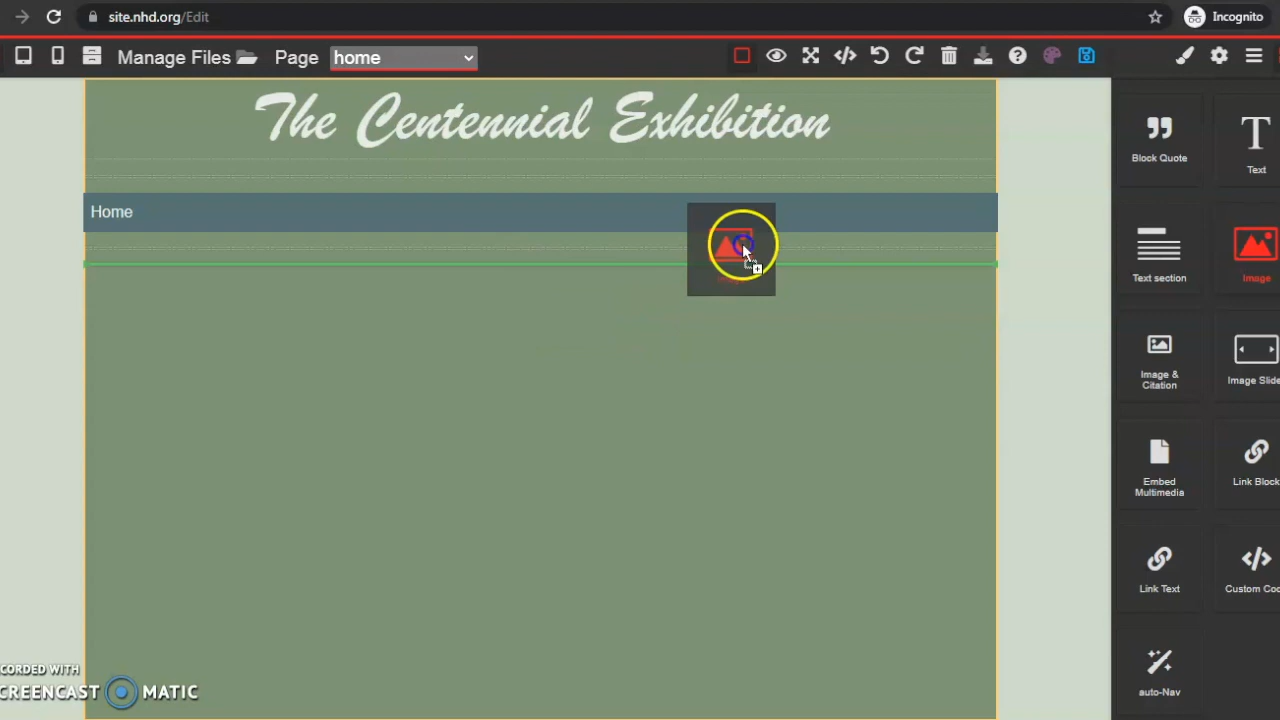 site.nhd.org/Edit
Incognito
Manage Files
Page
home
The Centennial Exhibition
Home
Block Quote
Text
Text section
Image
Image &
Citation
Image Slide
Embed
Multimedia
Link Block
Link Text
Custom Coo
auto-Nav
CORDED WITH
CREENCAST MATIC